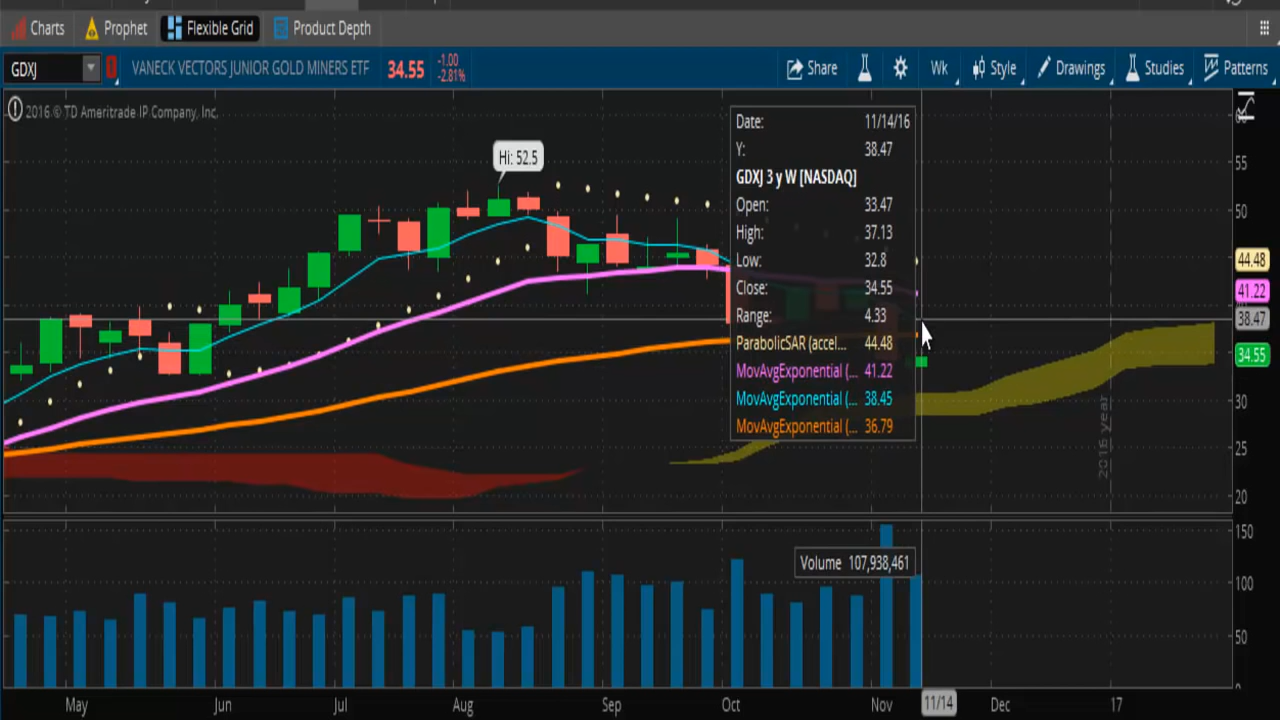 Charts Prophet Flexible Grid Product Depth
GDXJ VANECK VECTORS JUNIOR GOLD MINERS ETF 34.55 -1.00 -2.81% Share Wk Style Drawings Studies Patterns
2016 © TD Ameritrade IP Company, Inc.
Hi: 52.5
Date: 11/14/16
Y: 38.47
GDXJ 3 y W [NASDAQ]
Open: 33.47
High: 37.13
Low: 32.8
Close: 34.55
Range: 4.33
ParabolicSAR (accel... 44.48
MovAvgExponential (... 41.22
MovAvgExponential (... 38.45
MovAvgExponential (... 36.79
55
50
44.48
41.22
38.47
34.55
30
25
20
2016 year
Volume 107,938,461
150
100
50
May Jun Jul Aug Sep Oct Nov 11/14 Dec 17